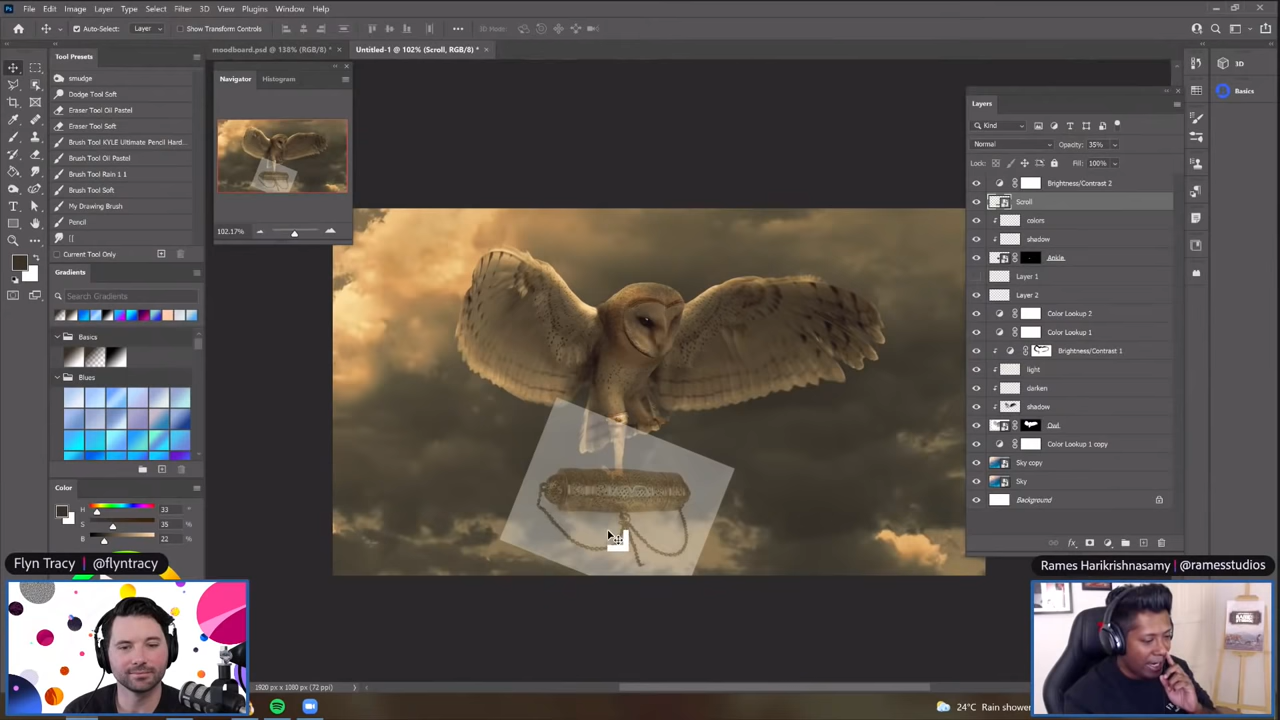 Ps File Edit Image Layer Type Select Filter 3D View Plugins Window Help
Auto-Select: Layer Show Transform Controls 3D Mode:
moodboard.psd @ 138% (RGB/8) * × Untitled-1 @ 102% (Scroll, RGB/8) * ×
Tool Presets
smudge
Dodge Tool Soft
Eraser Tool Oil Pastel
Eraser Tool Soft
Brush Tool KYLE Ultimate Pencil Hard...
Brush Tool Oil Pastel
Brush Tool Rain 1 1
Brush Tool Soft
My Drawing Brush
Pencil
[[
Current Tool Only
Gradients
Search Gradients
Basics
Blues
Color
H 33
S 35
B 22
Navigator Histogram
102.17%
3D
Basics
Layers
Kind
Normal Opacity: 35%
Lock: Fill: 100%
Brightness/Contrast 2
Scroll
colors
shadow
Ankle
Layer 1
Layer 2
Color Lookup 2
Color Lookup 1
Brightness/Contrast 1
light
darken
shadow
Owl
Color Lookup 1 copy
Sky copy
Sky
Background
fx
Flyn Tracy | @flyntracy
Rames Harikrishnasamy | @ramesstudios
1920 px x 1080 px (72 ppi)
24°C Rain shower